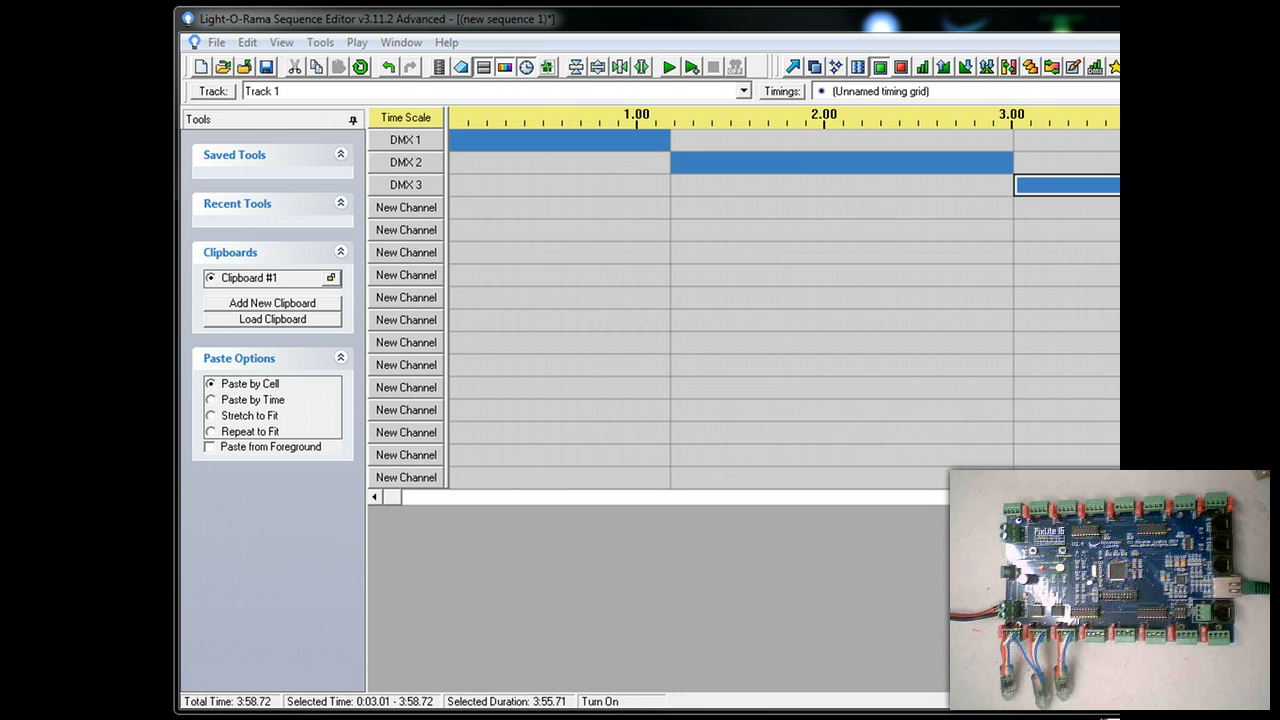 Light-O-Rama Sequence Editor v3.11.2 Advanced - [(new sequence 1)*]
File Edit View Tools Play Window Help
Track: Track 1 Timings: (Unnamed timing grid)
Tools
Time Scale 1.00 2.00 3.00
DMX 1
DMX 2
DMX 3
New Channel
New Channel
New Channel
New Channel
New Channel
New Channel
New Channel
New Channel
New Channel
New Channel
New Channel
New Channel
New Channel
Saved Tools
Recent Tools
Clipboards
Clipboard #1
Add New Clipboard
Load Clipboard
Paste Options
Paste by Cell
Paste by Time
Stretch to Fit
Repeat to Fit
Paste from Foreground
PixLite 16
Total Time: 3:58.72 Selected Time: 0:03.01 - 3:58.72 Selected Duration: 3:55.71 Turn On